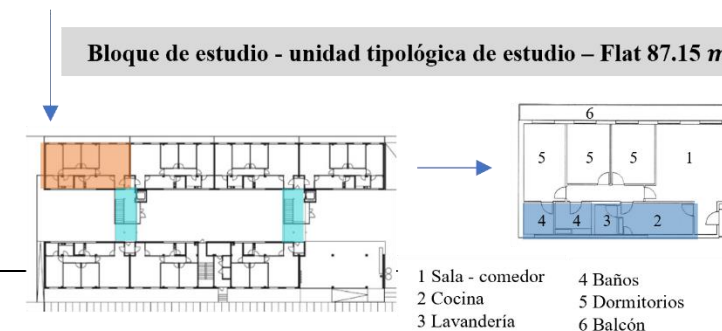 Bloque de estudio - unidad tipológica de estudio – Flat 87.15 m
6
5 5 5 1
4 4 3 2
1 Sala - comedor 4 Baños
2 Cocina 5 Dormitorios
3 Lavandería 6 Balcón